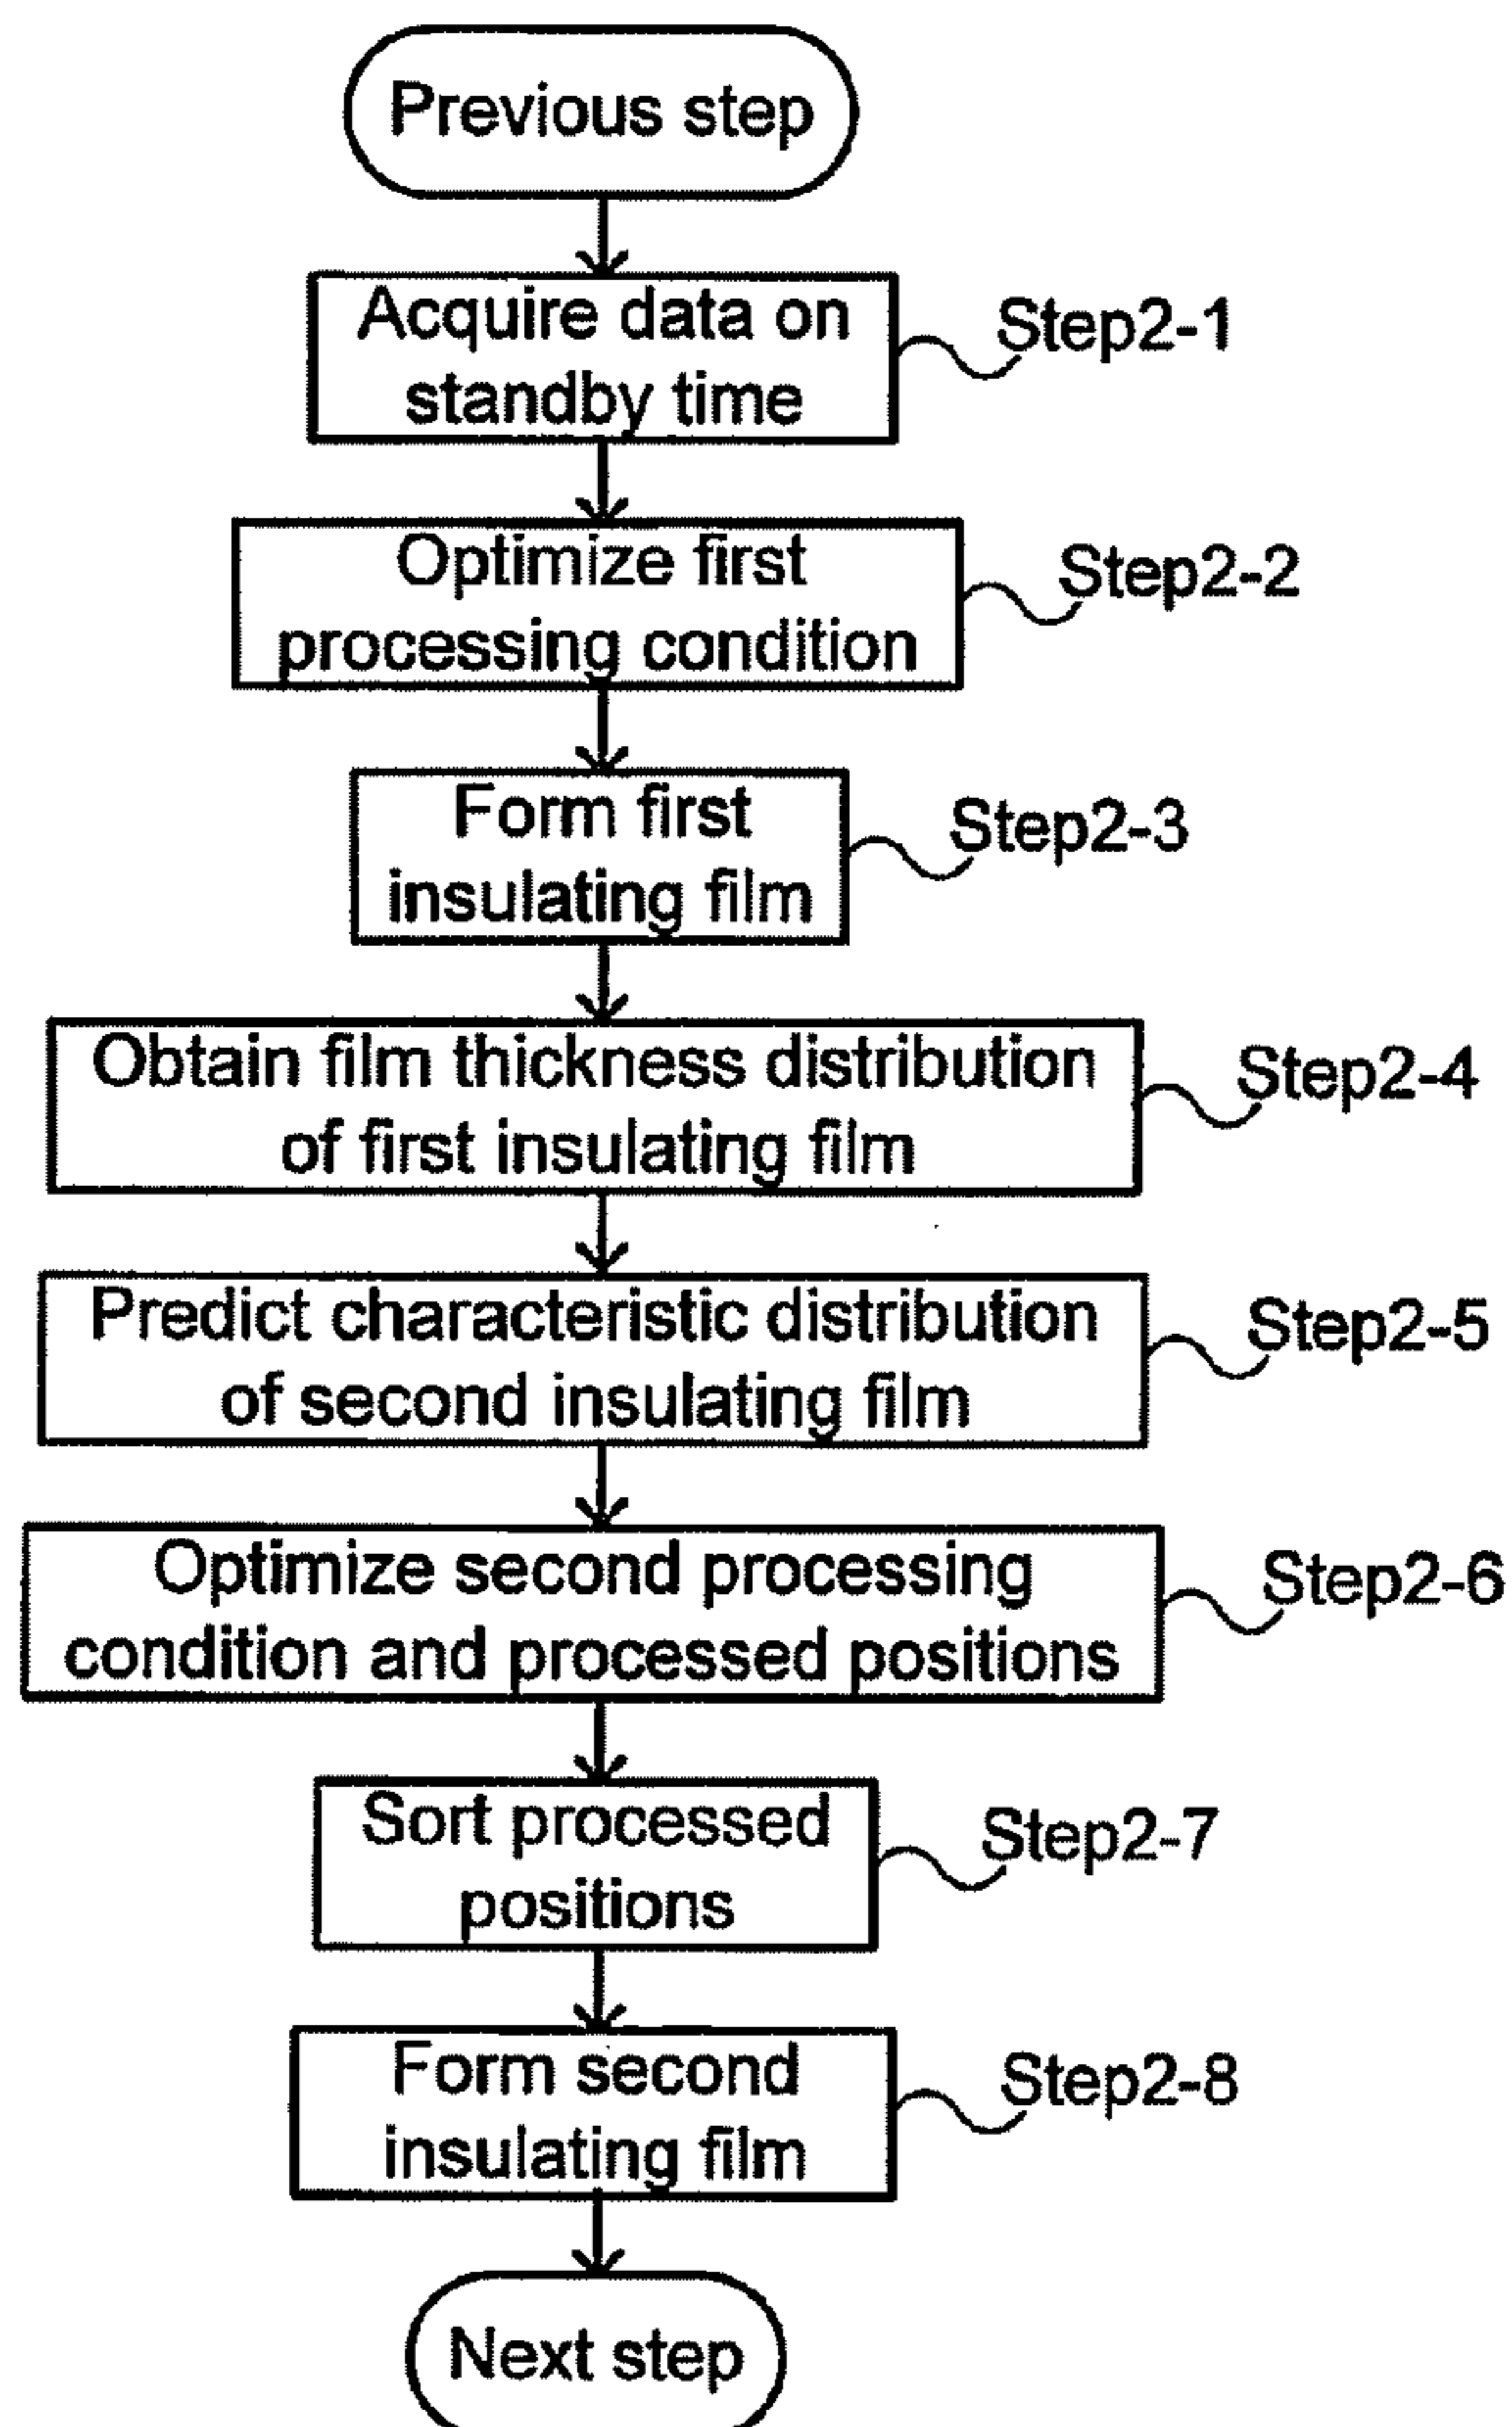 Previous step
Acquire data on
standby time
Step2-1
Optimize first
processing condition
Step2-2
Form first
insulating film
Step2-3
Obtain film thickness distribution
of first insulating film
Step2-4
Predict characteristic distribution
of second insulating film
Step2-5
Optimize second processing
condition and processed positions
Step2-6
Sort processed
positions
Step2-7
Form second
insulating film
Step2-8
Next step